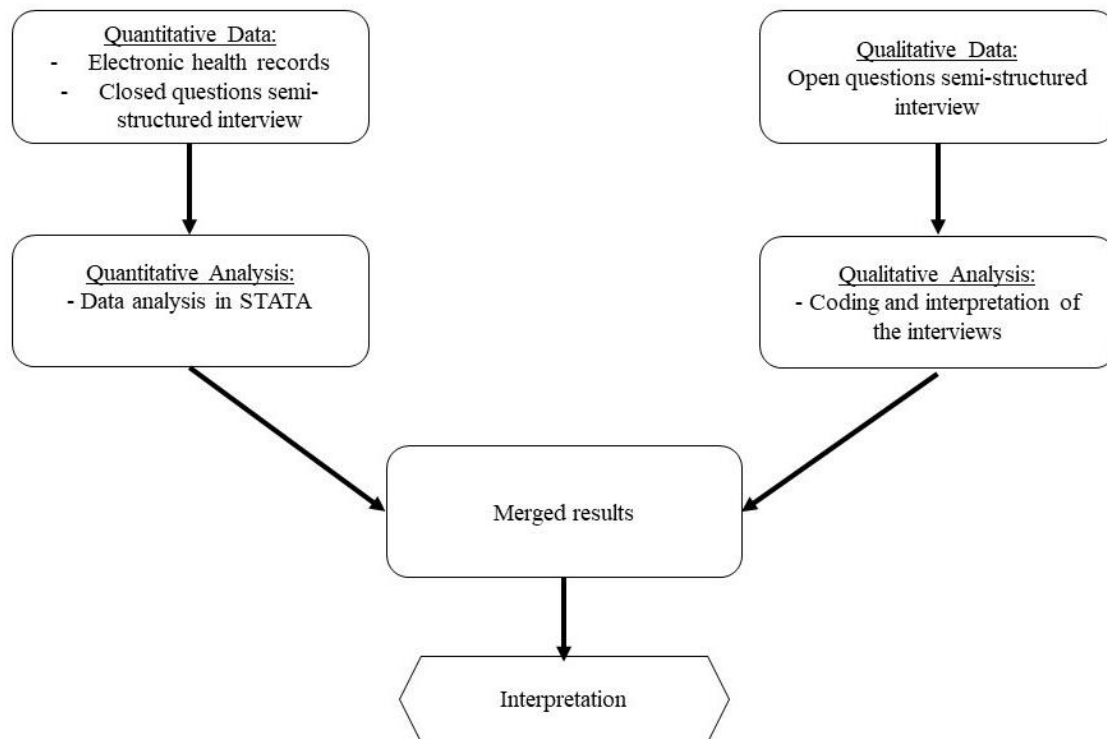 Quantitative Data:
- Electronic health records
- Closed questions semi-
structured interview
Qualitative Data:
Open questions semi-structured
interview
Quantitative Analysis:
- Data analysis in STATA
Qualitative Analysis:
- Coding and interpretation of
the interviews
Merged results
Interpretation